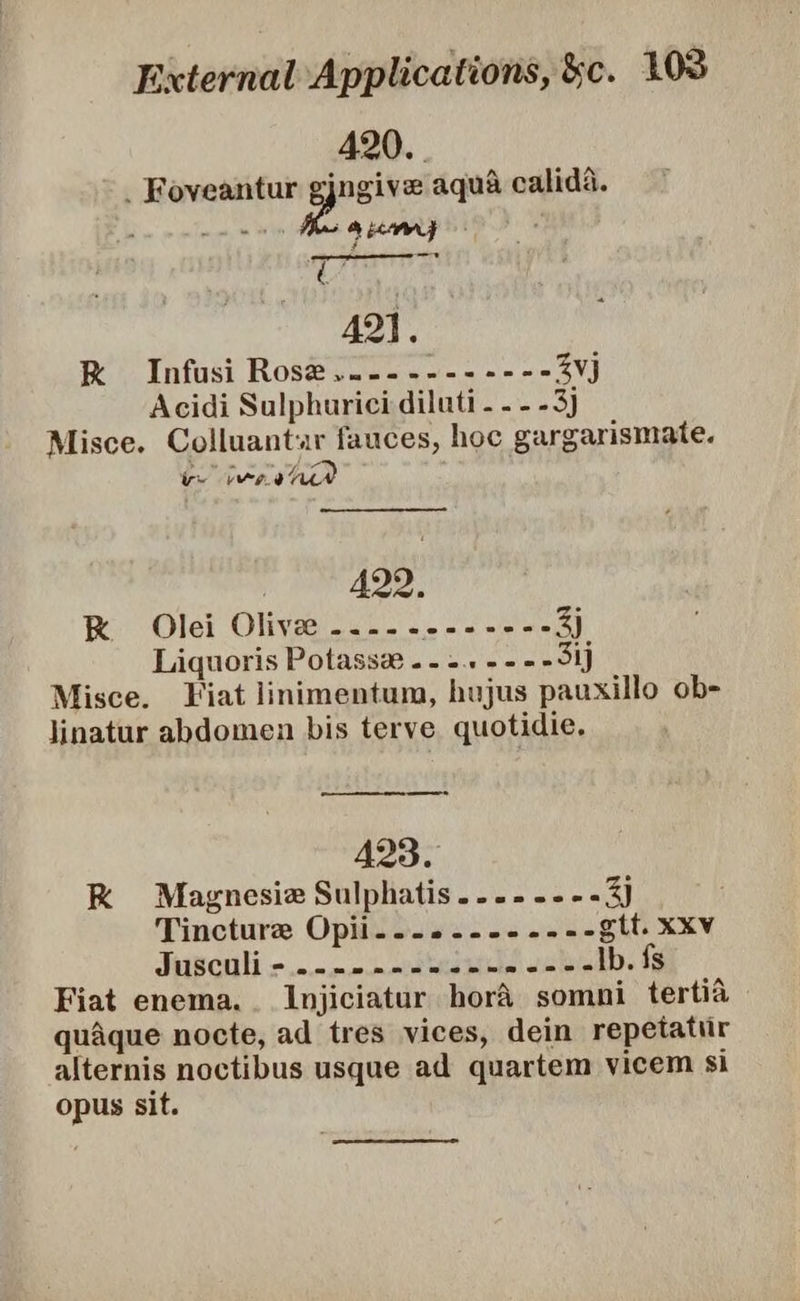 External Applications, &c. 103
420.
Foveantur gingivæ aquâ calidâ.
the gums
421.
℞ Infusi Rosæ ------------ ℥vj
Acidi Sulphurici diluti ---- ʒj
Misce. Colluantur fauces, hoc gargarismate.
422.
℞ Olei Olivæ ------------ ℥j
Liquoris Potassæ -------- ʒij
Misce. Fiat linimentum, hujus pauxillo ob-
linatur abdomen bis terve quotidie.
423.
℞ Magnesiæ Sulphatis -------- ℥j
Tincturæ Opii ------------ gtt. xxv
Jusculi ------------------ lb. ſs
Fiat enema. Injiciatur horâ somni tertiâ
quâque nocte, ad tres vices, dein repetatûr
alternis noctibus usque ad quartem vicem si
opus sit.